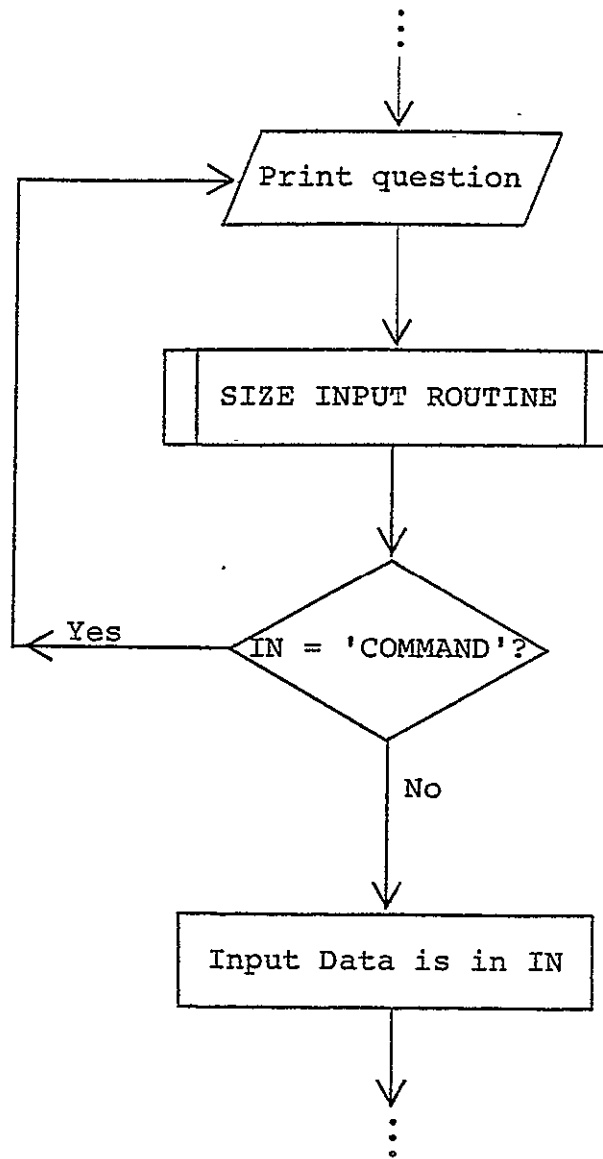 Print question
SIZE INPUT ROUTINE
Yes
IN = 'COMMAND'?
No
Input Data is in IN